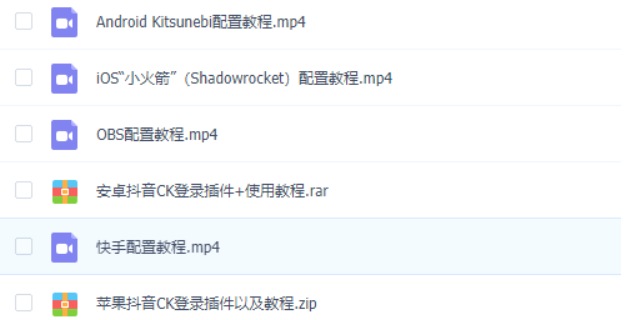 Android Kitsunebi配置教程.mp4
iOS“小火箭”（Shadowrocket）配置教程.mp4
OBS配置教程.mp4
安卓抖音CK登录插件+使用教程.rar
快手配置教程.mp4
苹果抖音CK登录插件以及教程.zip